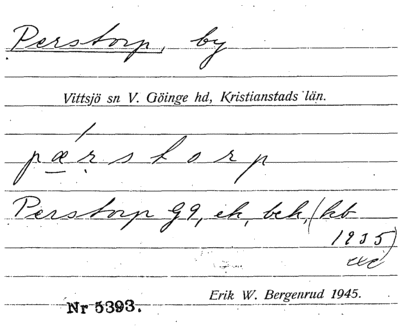 Perstorp, by
Vittsjö sn V. Göinge hd, Kristianstads län.
pǽrstorp
Perstorp G9, ek, bek, (kb
1935)
Erik W. Bergenrud 1945.
Nr 5393.